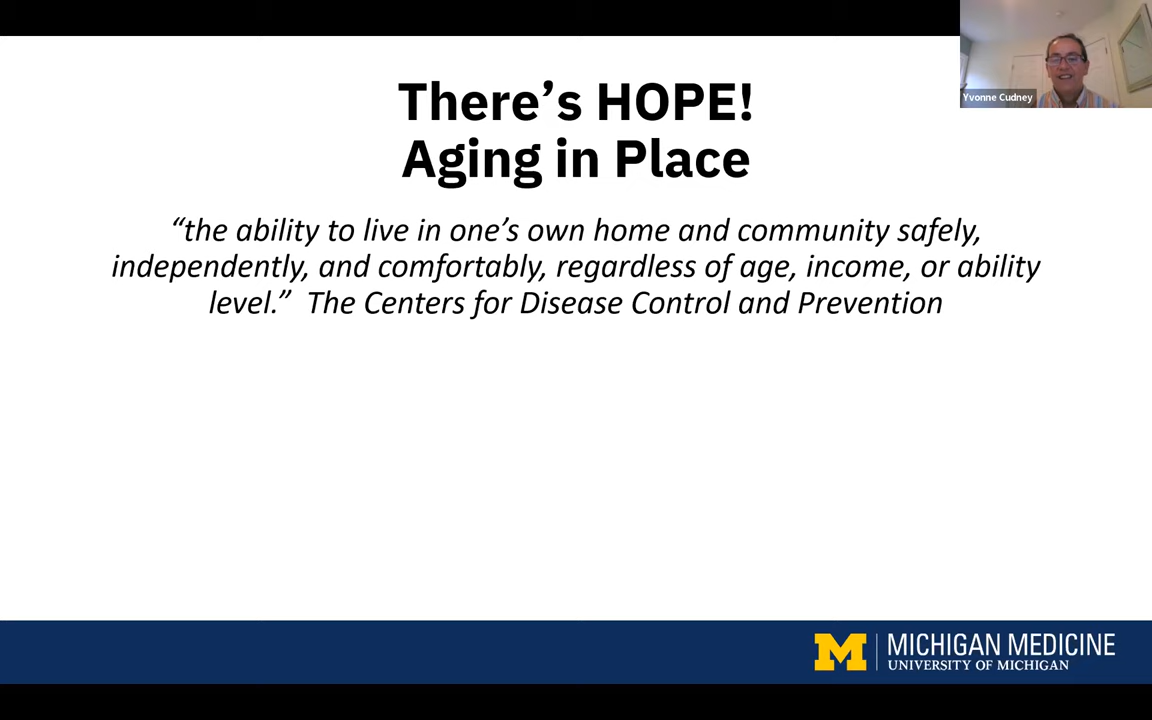 There’s HOPE!
Aging in Place
“the ability to live in one’s own home and community safely,
independently, and comfortably, regardless of age, income, or ability
level.”  The Centers for Disease Control and Prevention
Yvonne Cudney
M
MICHIGAN MEDICINE
UNIVERSITY OF MICHIGAN